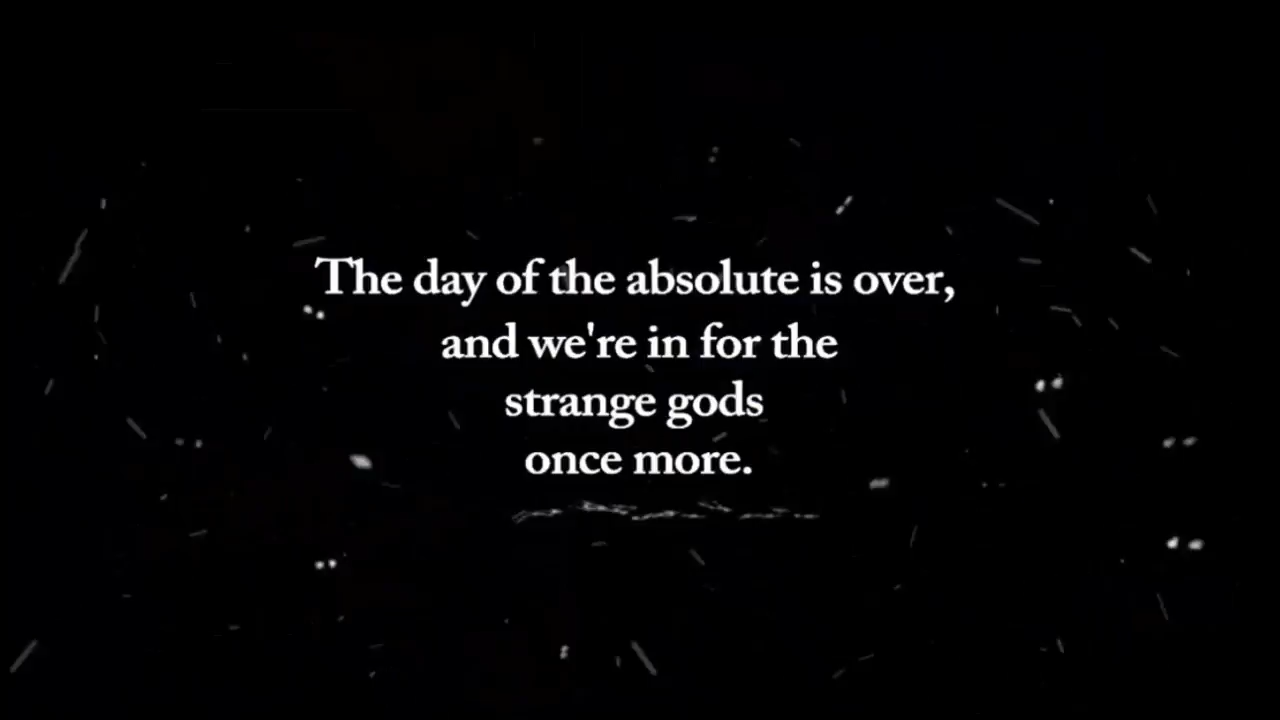 The day of the absolute is over,
and we're in for the
strange gods
once more.